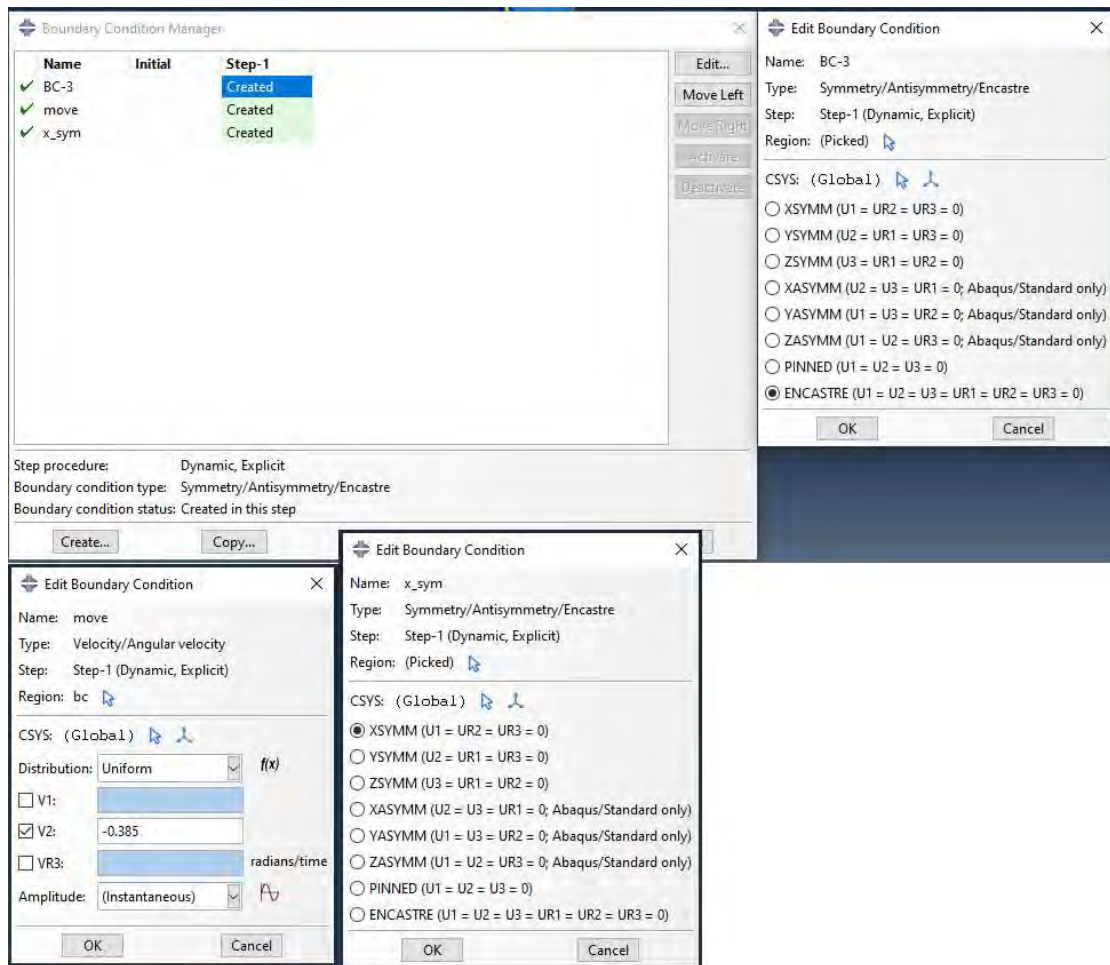 Boundary Condition Manager
Name Initial Step-1
BC-3 Created
move Created
x_sym Created
Edit...
Move Left
Move Right
Activate
Deactivate
Step procedure: Dynamic, Explicit
Boundary condition type: Symmetry/Antisymmetry/Encastre
Boundary condition status: Created in this step
Create... Copy...
Edit Boundary Condition
Name: BC-3
Type: Symmetry/Antisymmetry/Encastre
Step: Step-1 (Dynamic, Explicit)
Region: (Picked)
CSYS: (Global)
XSYMM (U1 = UR2 = UR3 = 0)
YSYMM (U2 = UR1 = UR3 = 0)
ZSYMM (U3 = UR1 = UR2 = 0)
XASYMM (U2 = U3 = UR1 = 0; Abaqus/Standard only)
YASYMM (U1 = U3 = UR2 = 0; Abaqus/Standard only)
ZASYMM (U1 = U2 = UR3 = 0; Abaqus/Standard only)
PINNED (U1 = U2 = U3 = 0)
ENCASTRE (U1 = U2 = U3 = UR1 = UR2 = UR3 = 0)
OK Cancel
Edit Boundary Condition
Name: move
Type: Velocity/Angular velocity
Step: Step-1 (Dynamic, Explicit)
Region: bc
CSYS: (Global)
Distribution: Uniform f(x)
V1:
V2: -0.385
VR3: radians/time
Amplitude: (Instantaneous)
OK Cancel
Edit Boundary Condition
Name: x_sym
Type: Symmetry/Antisymmetry/Encastre
Step: Step-1 (Dynamic, Explicit)
Region: (Picked)
CSYS: (Global)
XSYMM (U1 = UR2 = UR3 = 0)
YSYMM (U2 = UR1 = UR3 = 0)
ZSYMM (U3 = UR1 = UR2 = 0)
XASYMM (U2 = U3 = UR1 = 0; Abaqus/Standard only)
YASYMM (U1 = U3 = UR2 = 0; Abaqus/Standard only)
ZASYMM (U1 = U2 = UR3 = 0; Abaqus/Standard only)
PINNED (U1 = U2 = U3 = 0)
ENCASTRE (U1 = U2 = U3 = UR1 = UR2 = UR3 = 0)
OK Cancel